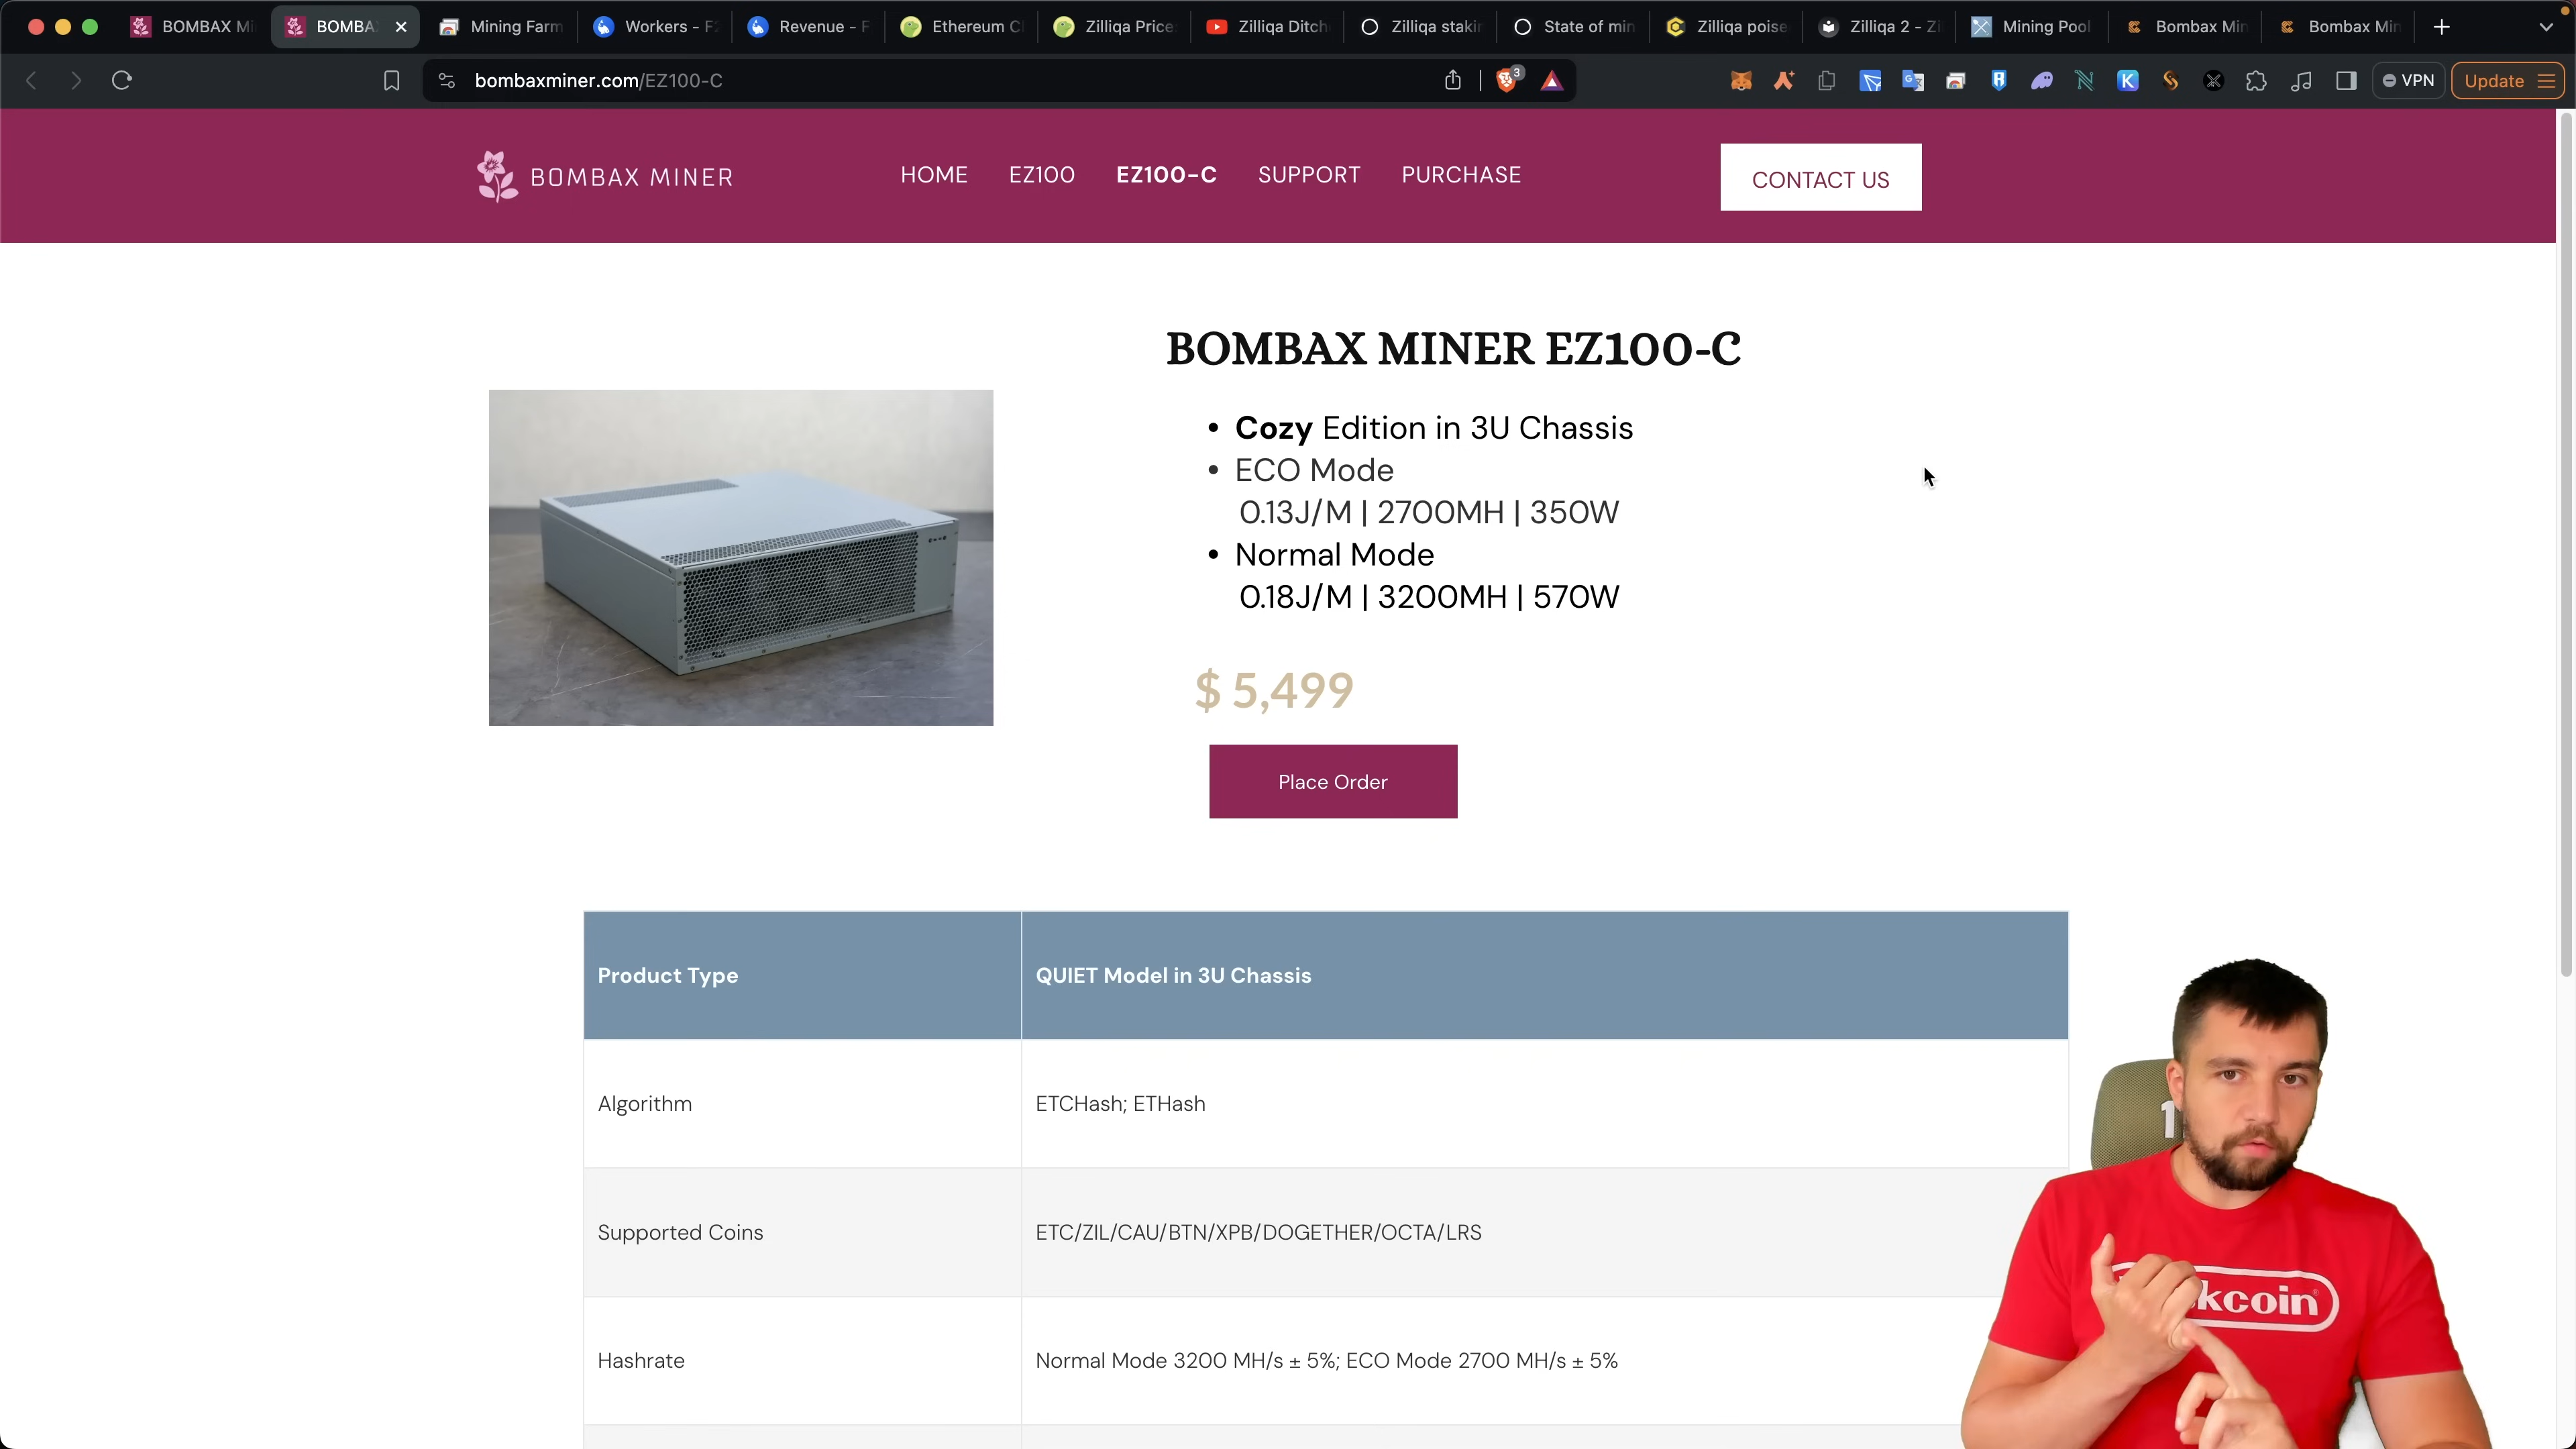 BOMBAX Mi
BOMBA
Mining Farm
Workers - F
Revenue - F
Ethereum C
Zilliqa Price
Zilliqa Ditch
Zilliqa stakin
State of min
Zilliqa poise
Zilliqa 2 - Zi
Mining Pool
Bombax Min
Bombax Min
bombaxminer.com/EZ100-C
3
VPN
Update
BOMBAX MINER
HOME
EZ100
EZ100-C
SUPPORT
PURCHASE
CONTACT US
BOMBAX MINER EZ100-C
• Cozy Edition in 3U Chassis
• ECO Mode
0.13J/M | 2700MH | 350W
• Normal Mode
0.18J/M | 3200MH | 570W
$ 5,499
Place Order
Product Type
QUIET Model in 3U Chassis
Algorithm
ETCHash; ETHash
Supported Coins
ETC/ZIL/CAU/BTN/XPB/DOGETHER/OCTA/LRS
Hashrate
Normal Mode 3200 MH/s ± 5%; ECO Mode 2700 MH/s ± 5%
1
kcoin